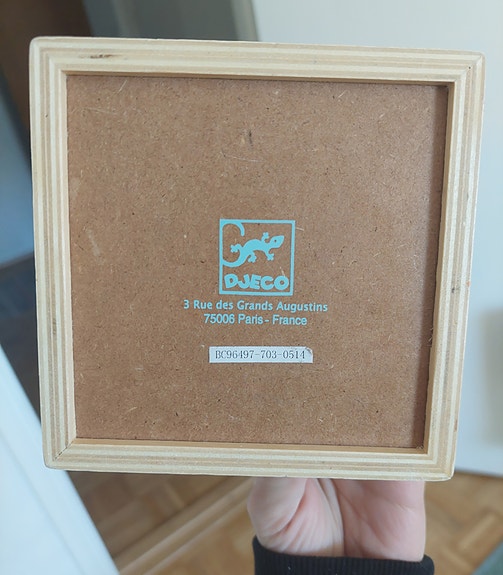 DJECO
3 Rue des Grands Augustins
75006 Paris - France
BC96497-703-0514